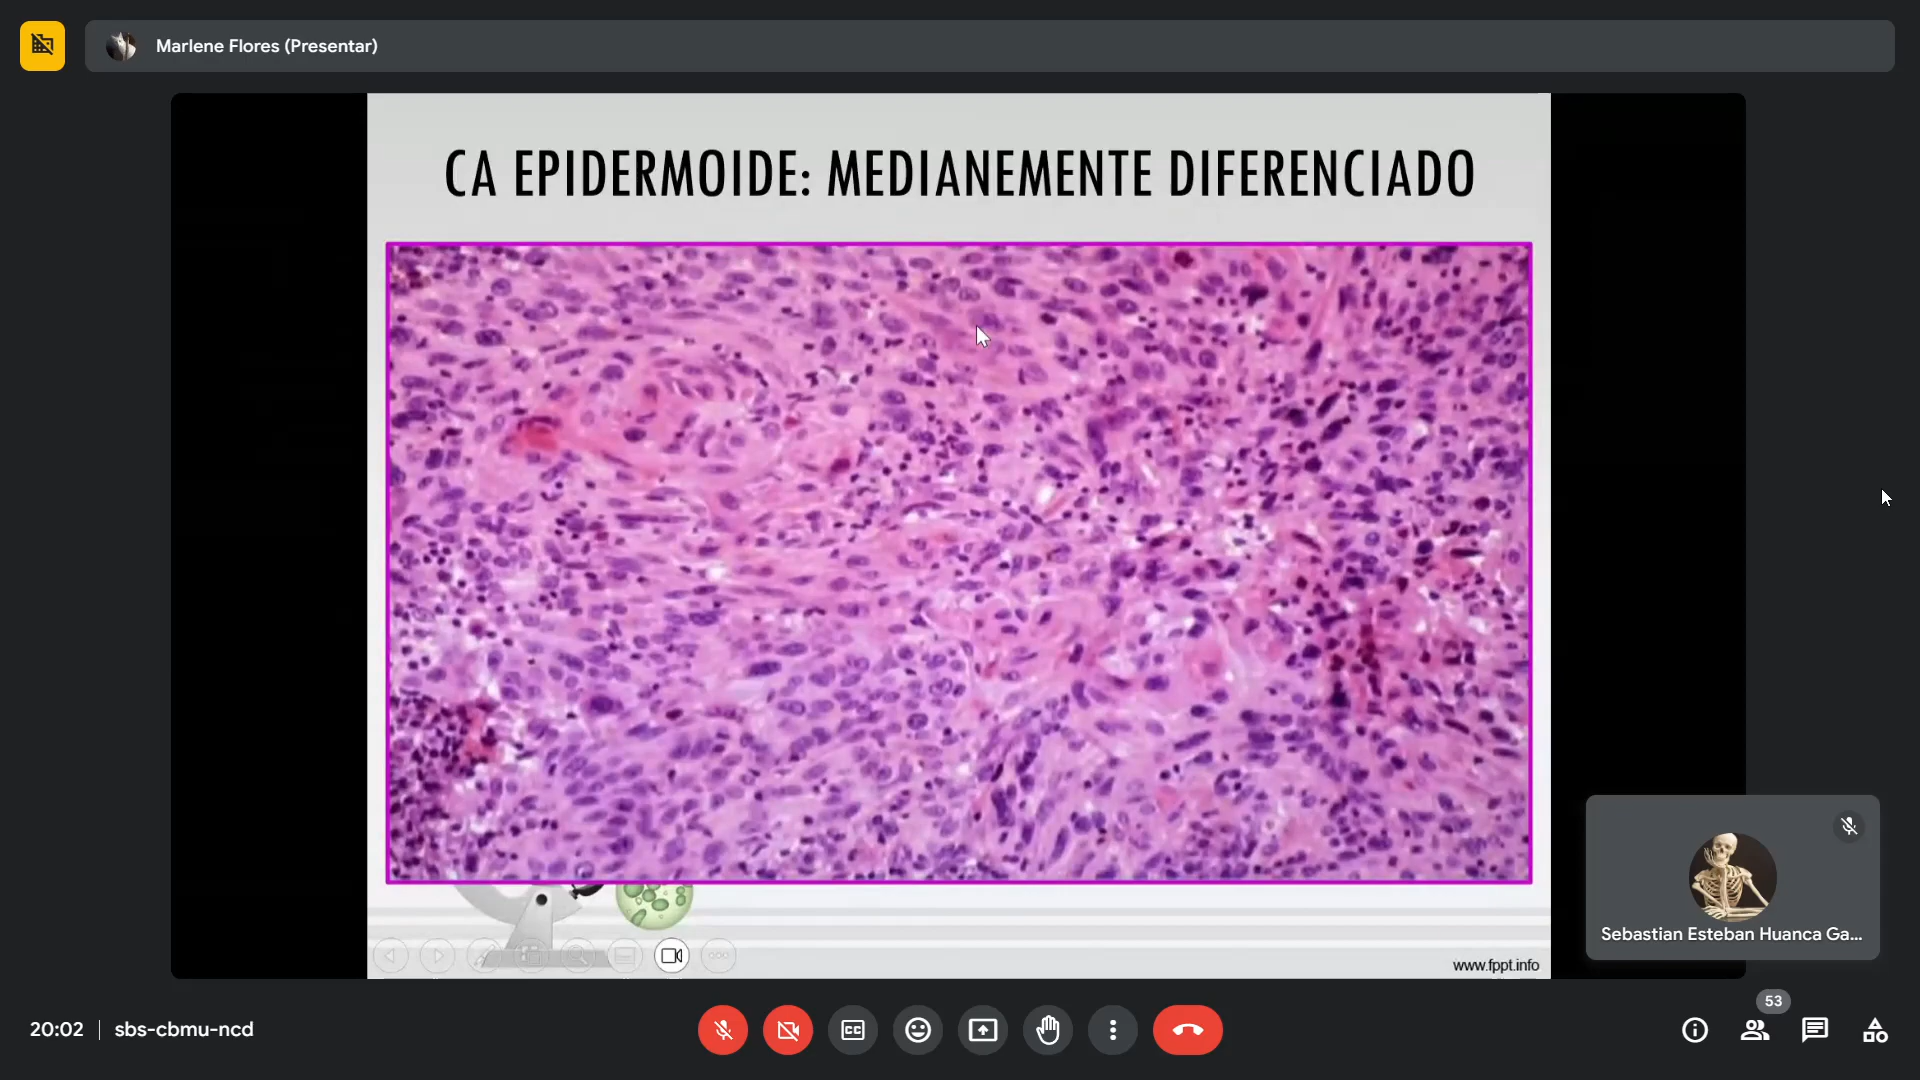 Marlene Flores (Presentar)
CA EPIDERMOIDE: MEDIANEMENTE DIFERENCIADO
www.fppt.info
Sebastian Esteban Huanca Ga...
53
20:02 | sbs-cbmu-ncd
CC